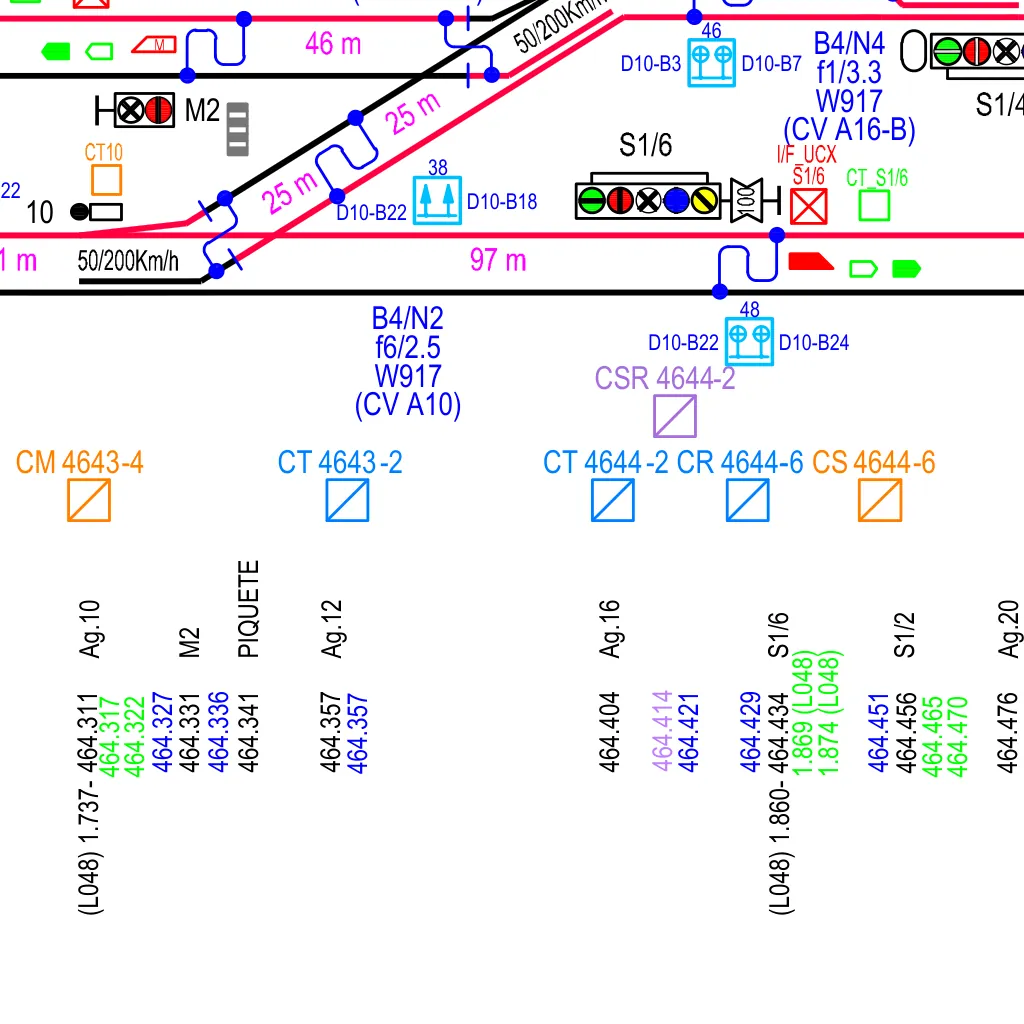 46 m
50/200Km/h
46
D10-B3
D10-B7
B4/N4
f1/3.3
W917
(CV A16-B)
S1/4
M
M2
25 m
CT10
S1/6
I/F_UCX
S1/6
CT_S1/6
22
10
25 m
38
D10-B22
D10-B18
100
1 m
50/200Km/h
97 m
B4/N2
f6/2.5
W917
(CV A10)
48
D10-B22
D10-B24
CSR 4644-2
CM 4643-4
CT 4643-2
CT 4644-2
CR 4644-6
CS 4644-6
Ag.10
M2
PIQUETE
Ag.12
Ag.16
S1/6
S1/2
Ag.20
(L048) 1.737- 464.311
464.317
464.322
464.327
464.331
464.336
464.341
464.357
464.357
464.404
464.414
464.421
464.429
(L048) 1.860- 464.434
1.869 (L048)
1.874 (L048)
464.451
464.456
464.465
464.470
464.476